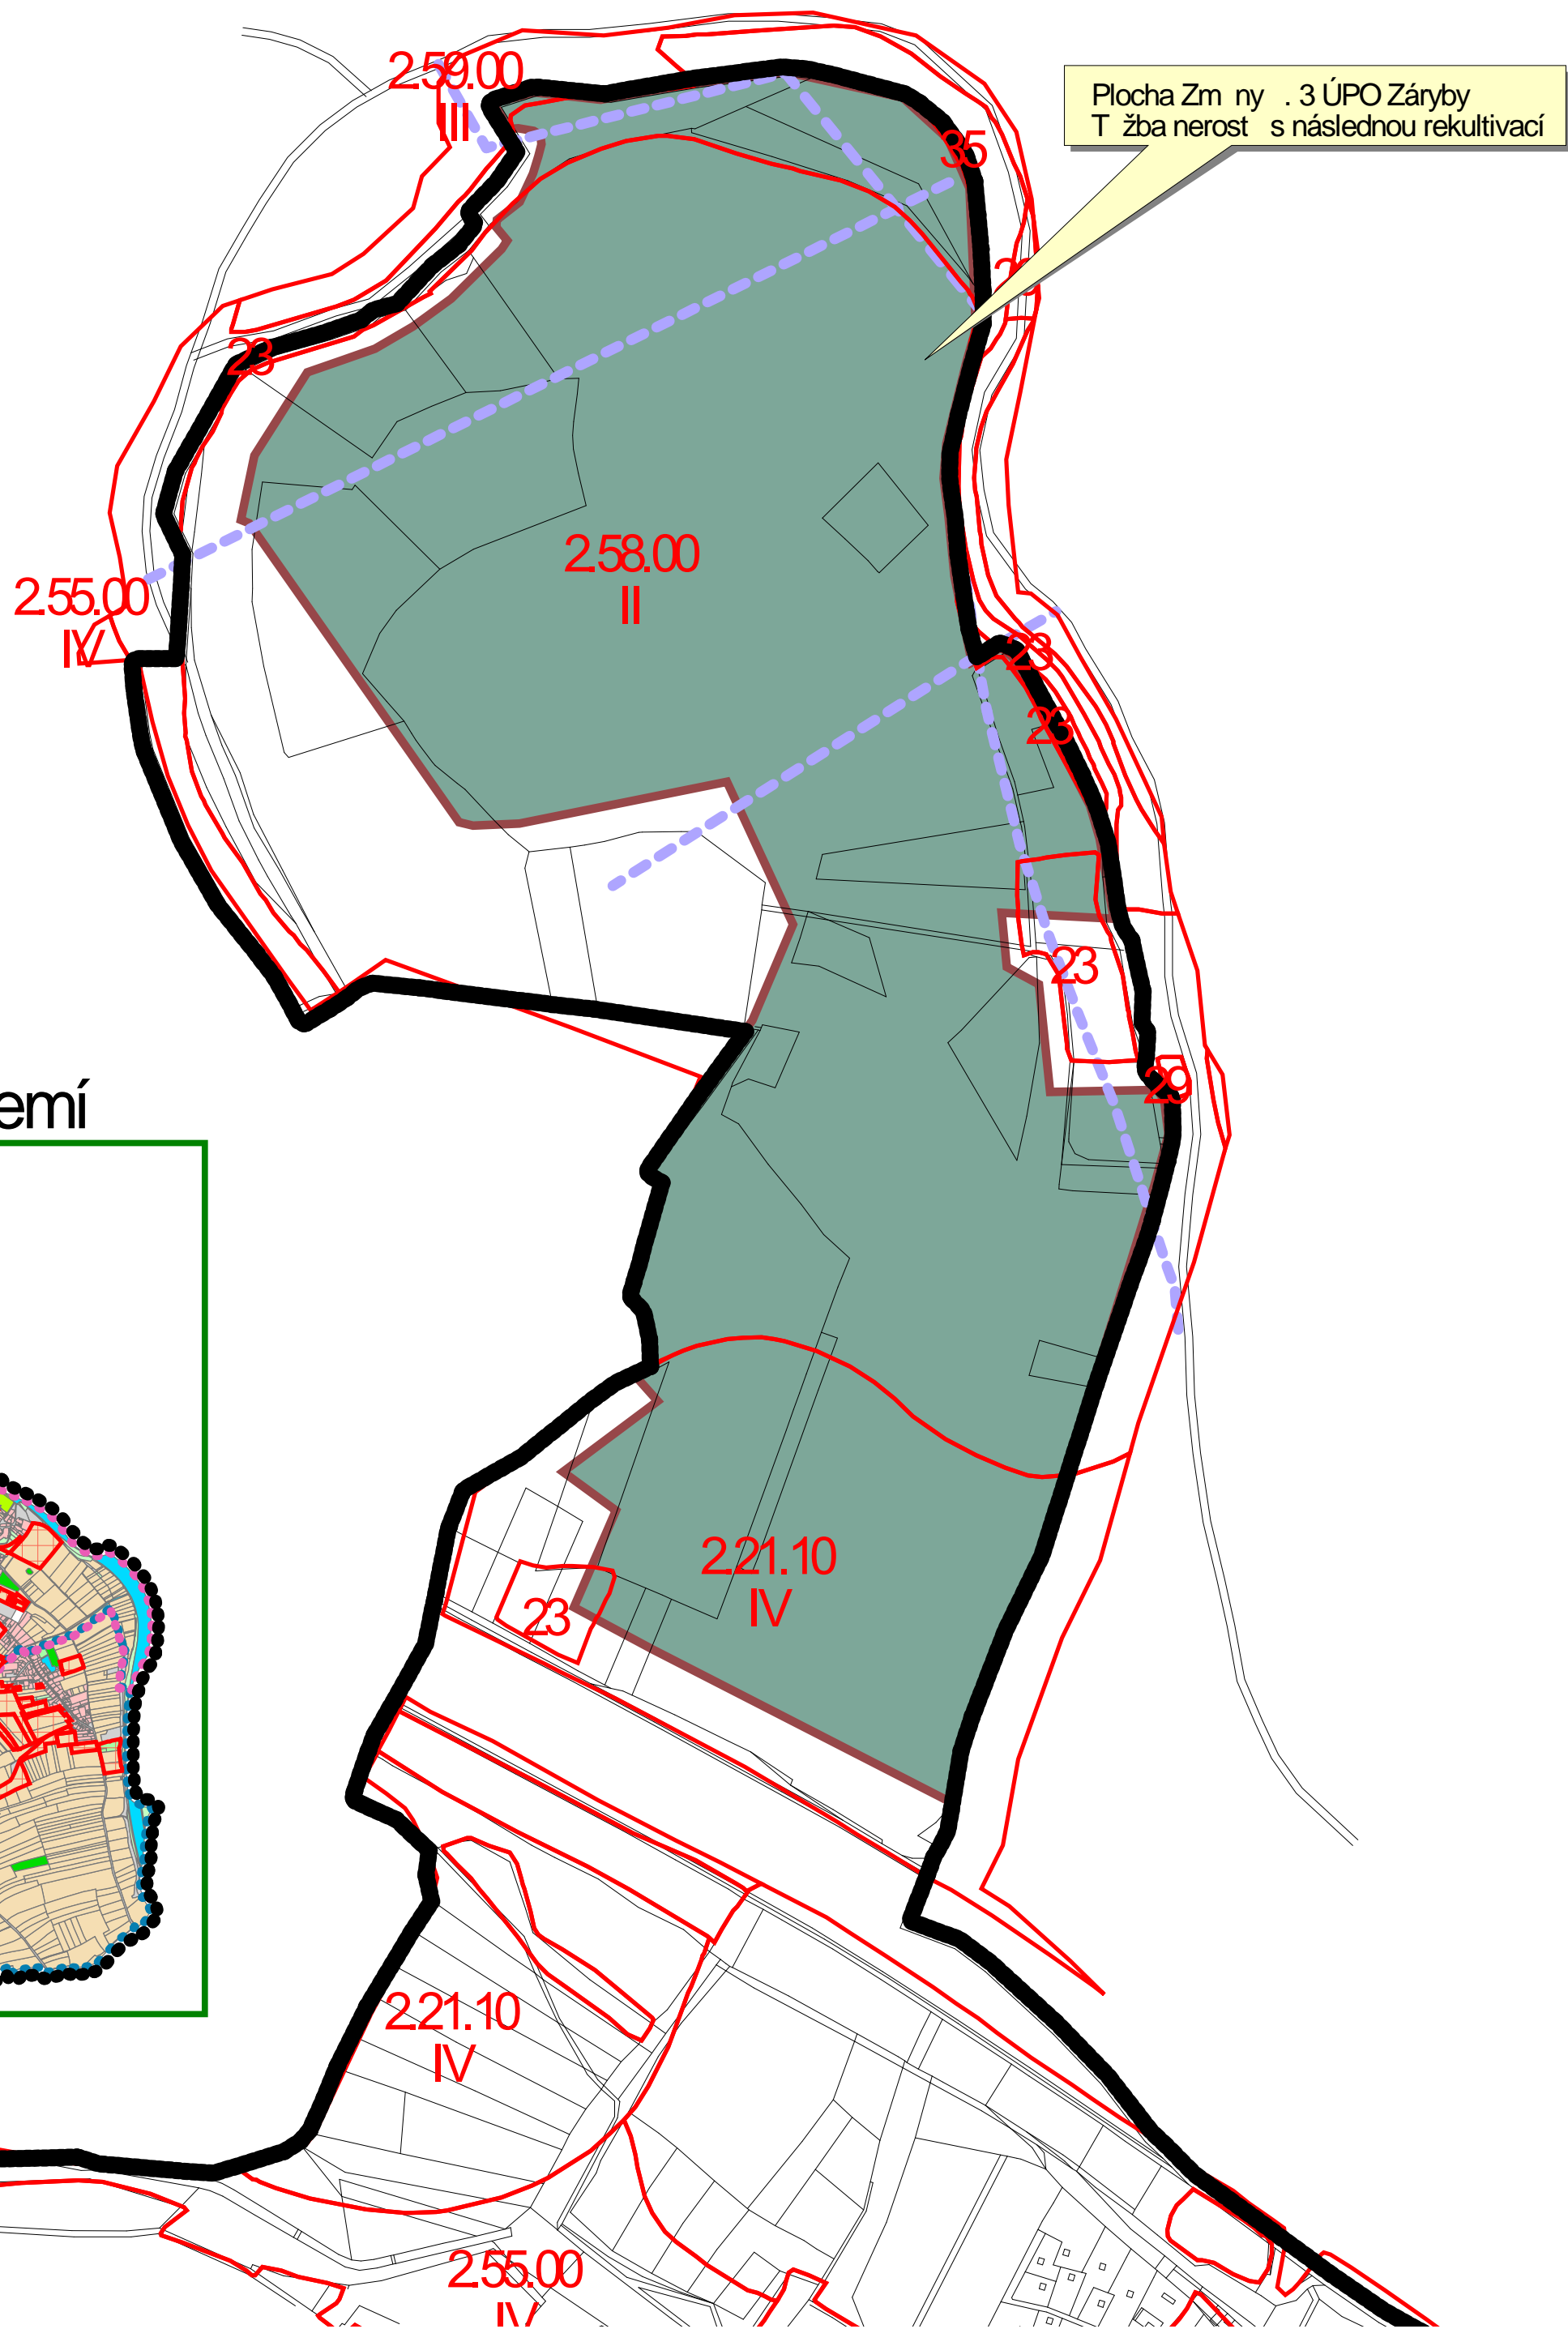 2.59.00
III
Plocha Zm ny . 3 ÚPO Záryby
T žba nerost s následnou rekultivací
35
23
2.58.00
II
2.55.00
IV
23
23
23
29
emí
2.21.10
IV
23
2.21.10
IV
2.55.00
IV